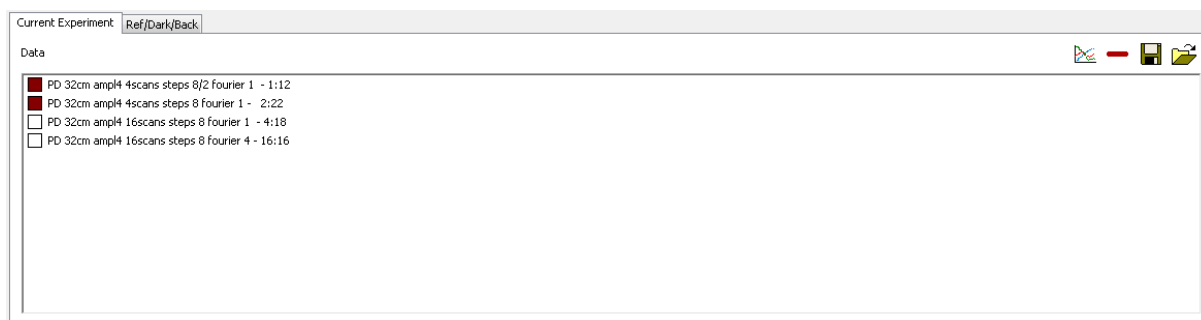 Current Experiment Ref/Dark/Back
Data
PD 32cm ampl4 4scans steps 8/2 fourier 1 - 1:12
PD 32cm ampl4 4scans steps 8 fourier 1 - 2:22
PD 32cm ampl4 16scans steps 8 fourier 1 - 4:18
PD 32cm ampl4 16scans steps 8 fourier 4 - 16:16